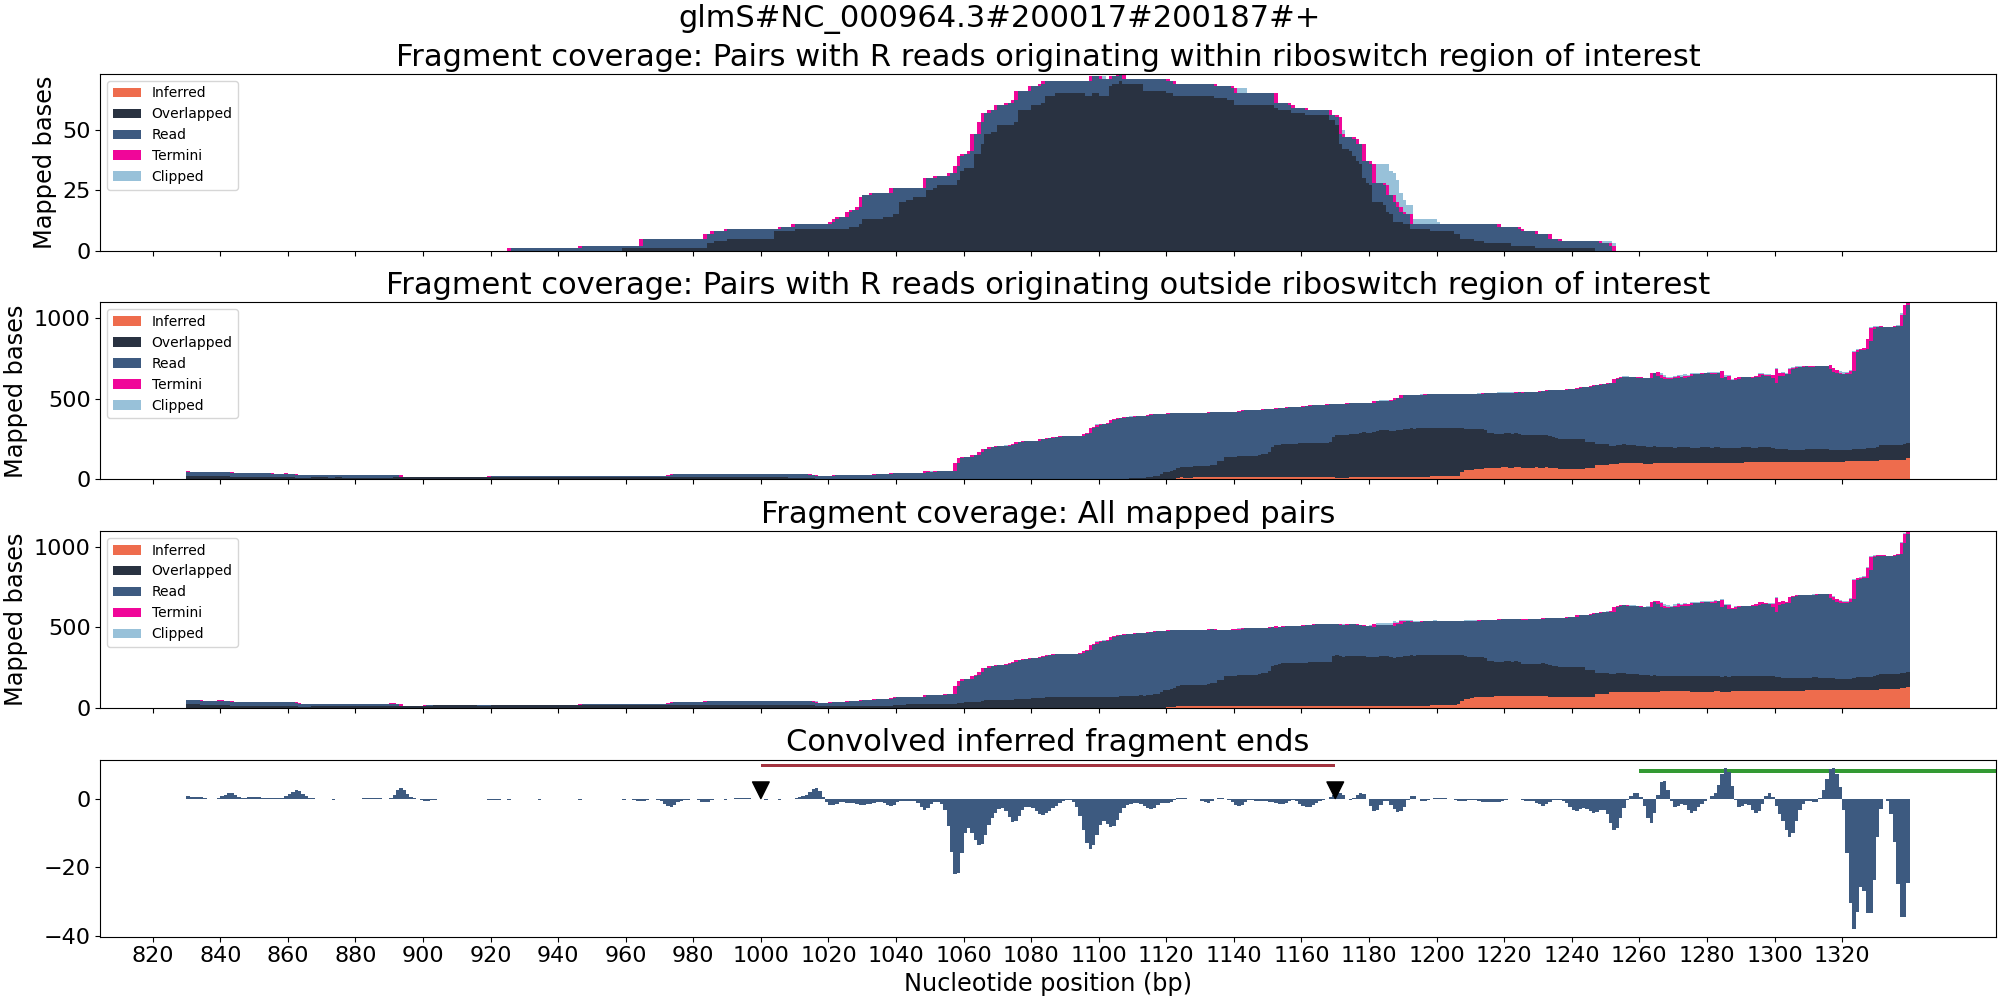 glmS#NC_000964.3#200017#200187#+
Fragment coverage: Pairs with R reads originating within riboswitch region of interest
Mapped bases
50
25
0
Inferred
Overlapped
Read
Termini
Clipped
Fragment coverage: Pairs with R reads originating outside riboswitch region of interest
Mapped bases
1000
500
0
Inferred
Overlapped
Read
Termini
Clipped
Fragment coverage: All mapped pairs
Mapped bases
1000
500
0
Inferred
Overlapped
Read
Termini
Clipped
Convolved inferred fragment ends
0
−20
−40
820 840 860 880 900 920 940 960 980 1000 1020 1040 1060 1080 1100 1120 1140 1160 1180 1200 1220 1240 1260 1280 1300 1320
Nucleotide position (bp)